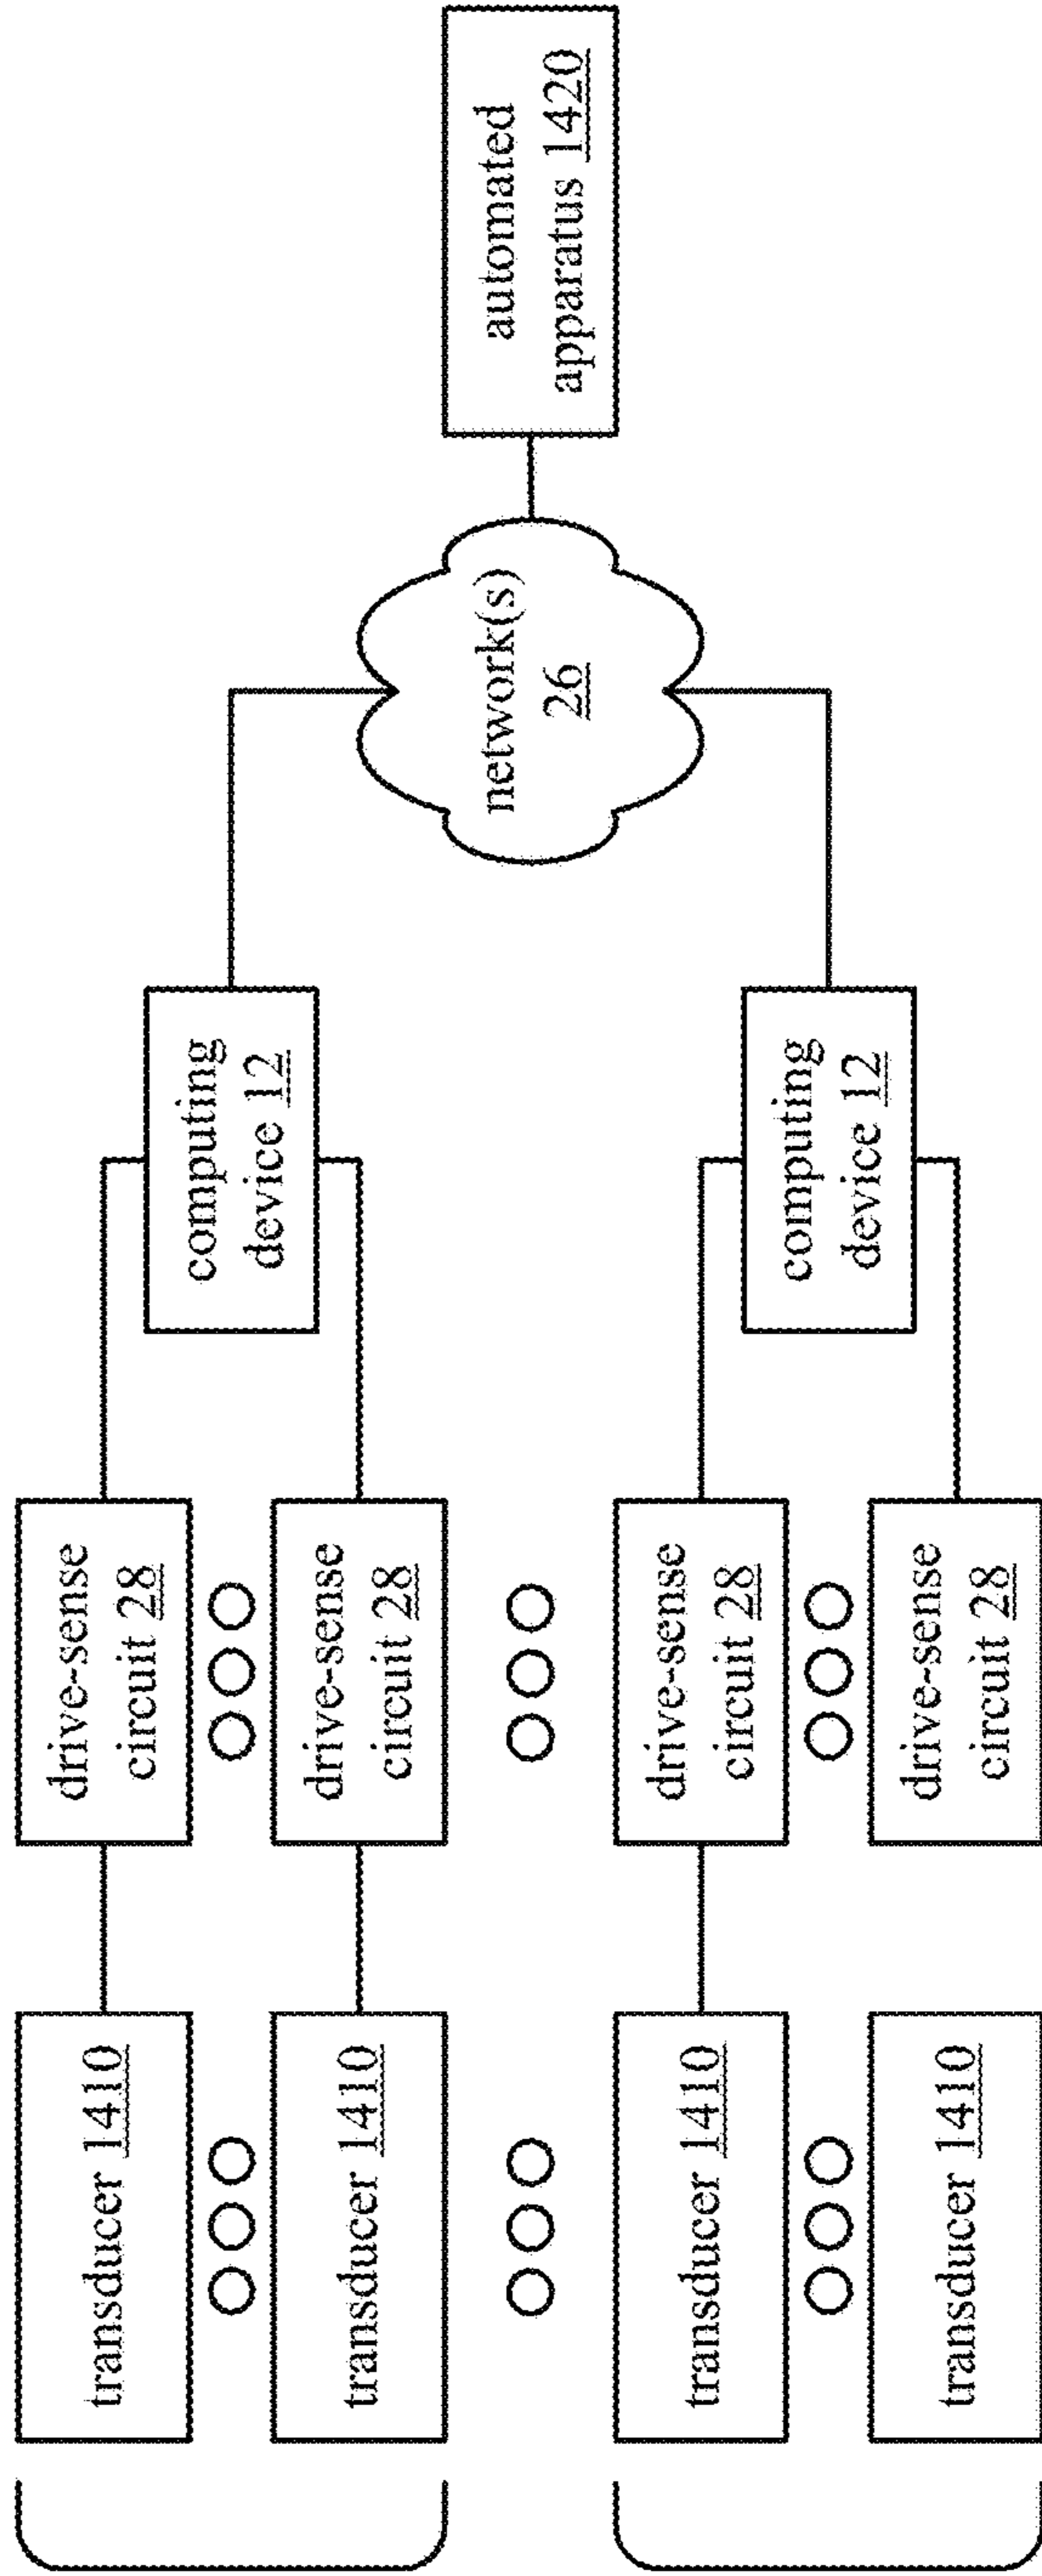 transducer 1410
drive-sense
circuit 28
transducer 1410
drive-sense
circuit 28
computing
device 12
network(s)
26
automated
apparatus 1420
transducer 1410
drive-sense
circuit 28
transducer 1410
drive-sense
circuit 28
computing
device 12